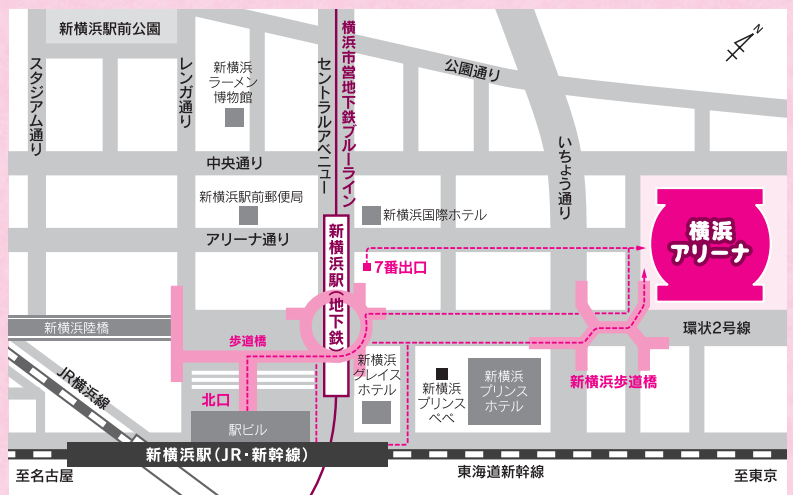 新横浜駅前公園
スタジアム通り
レンガ通り
新横浜
ラーメン
博物館
セントラルアベニュー
横浜市営地下鉄ブルーライン
公園通り
N
中央通り
いちょう通り
新横浜駅前郵便局
新横浜国際ホテル
アリーナ通り
新横浜駅(地下鉄)
7番出口
横浜
アリーナ
新横浜陸橋
歩道橋
環状2号線
JR横浜線
北口
新横浜
グレイス
ホテル
新横浜
プリンス
ペペ
新横浜
プリンス
ホテル
新横浜歩道橋
駅ビル
新横浜駅(JR・新幹線)
至名古屋
東海道新幹線
至東京